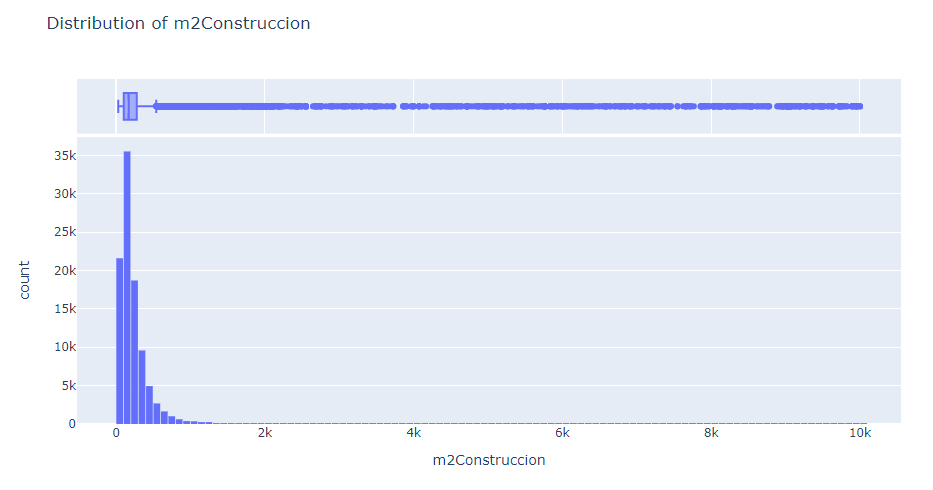 Distribution of m2Construccion
35k
30k
25k
20k
15k
10k
5k
0
count
0 2k 4k 6k 8k 10k
m2Construccion